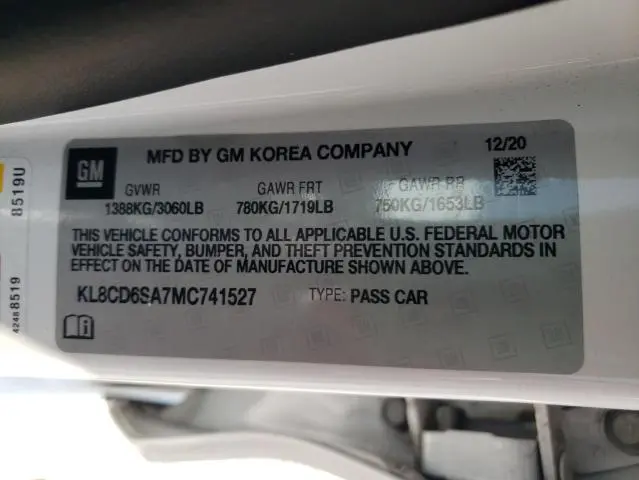 GM
MFD BY GM KOREA COMPANY 12/20
GVWR GAWR FRT GAWR RR
1388KG/3060LB 780KG/1719LB 750KG/1653LB
THIS VEHICLE CONFORMS TO ALL APPLICABLE U.S. FEDERAL MOTOR
VEHICLE SAFETY, BUMPER, AND THEFT PREVENTION STANDARDS IN
EFFECT ON THE DATE OF MANUFACTURE SHOWN ABOVE.
KL8CD6SA7MC741527 TYPE: PASS CAR
8519U
42488519